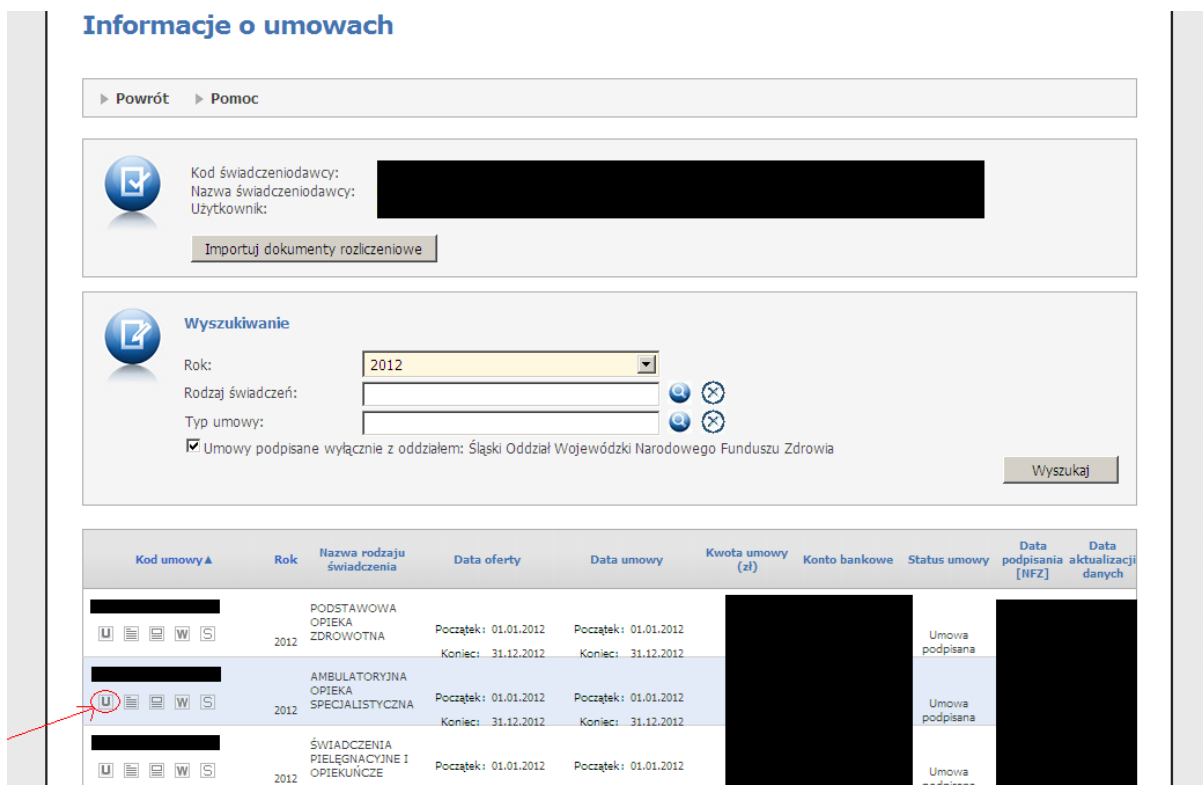 Informacje o umowach
Powrót Pomoc
Kod świadczeniodawcy:
Nazwa świadczeniodawcy:
Użytkownik:
Importuj dokumenty rozliczeniowe
Wyszukiwanie
Rok: 2012
Rodzaj świadczeń:
Typ umowy:
Umowy podpisane wyłącznie z oddziałem: Śląski Oddział Wojewódzki Narodowego Funduszu Zdrowia
Wyszukaj
Kod umowy▲ Rok Nazwa rodzaju świadczenia Data oferty Data umowy Kwota umowy (zł) Konto bankowe Status umowy Data podpisania [NFZ] Data aktualizacji danych
PODSTAWOWA
OPIEKA
U W S 2012 ZDROWOTNA Początek: 01.01.2012 Początek: 01.01.2012 Umowa
Koniec: 31.12.2012 Koniec: 31.12.2012 podpisana
AMBULATORYJNA
OPIEKA
U W S 2012 SPECJALISTYCZNA Początek: 01.01.2012 Początek: 01.01.2012 Umowa
Koniec: 31.12.2012 Koniec: 31.12.2012 podpisana
ŚWIADCZENIA
PIELĘGNACYJNE I
U W S 2012 OPIEKUŃCZE Początek: 01.01.2012 Początek: 01.01.2012 Umowa
podpisana